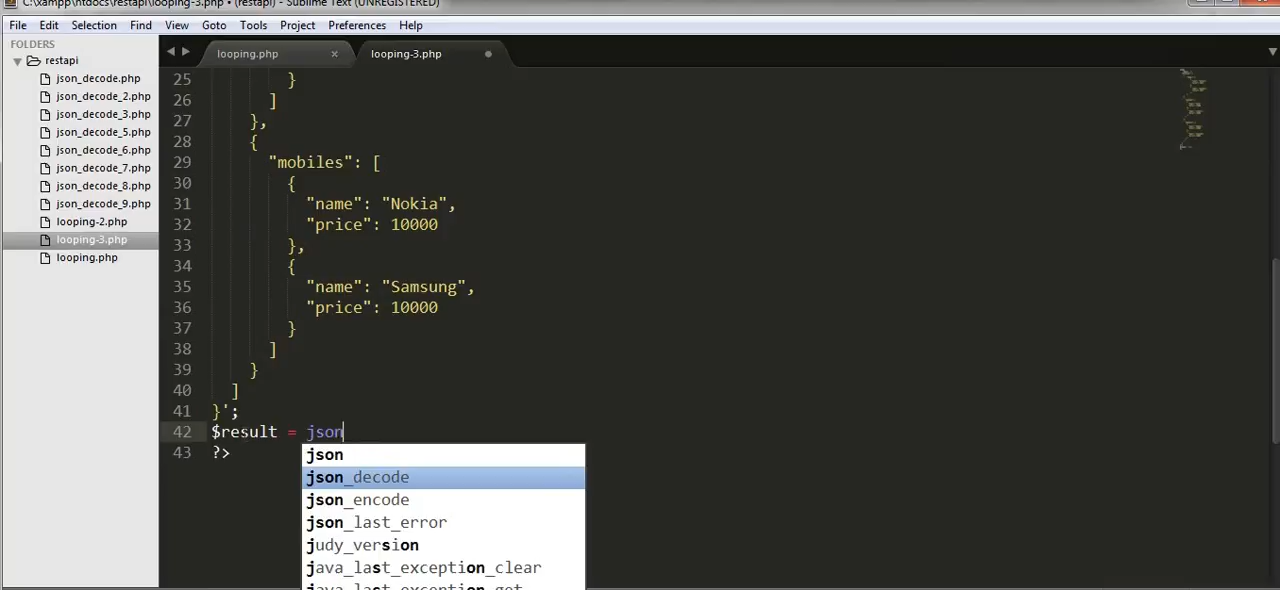 C:\xampp\htdocs\restapi\looping-3.php • (restapi) - Sublime Text (UNREGISTERED)
File Edit Selection Find View Goto Tools Project Preferences Help
FOLDERS
restapi
json_decode.php
json_decode_2.php
json_decode_3.php
json_decode_5.php
json_decode_6.php
json_decode_7.php
json_decode_8.php
json_decode_9.php
looping-2.php
looping-3.php
looping.php
looping.php × looping-3.php
25 }
26 ]
27 },
28 {
29 "mobiles": [
30 {
31 "name": "Nokia",
32 "price": 10000
33 },
34 {
35 "name": "Samsung",
36 "price": 10000
37 }
38 ]
39 }
40 ]
41 }';
42 $result = json
43 ?>
json
json_decode
json_encode
json_last_error
judy_version
java_last_exception_clear
java_last_exception_get